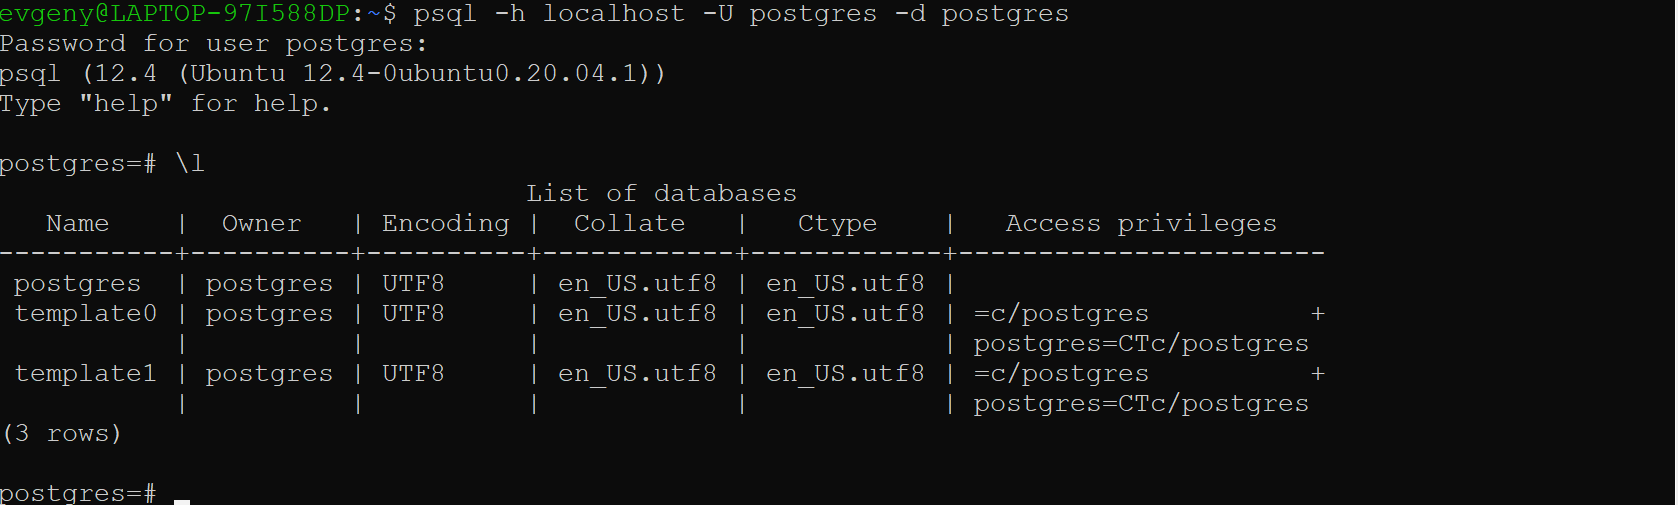 evgeny@LAPTOP-97I588DP:~$ psql -h localhost -U postgres -d postgres
Password for user postgres:
psql (12.4 (Ubuntu 12.4-0ubuntu0.20.04.1))
Type "help" for help.

postgres=# \l
                                 List of databases
   Name    |  Owner   | Encoding |  Collate   |   Ctype    |   Access privileges
-----------+----------+----------+------------+------------+-----------------------
 postgres  | postgres | UTF8     | en_US.utf8 | en_US.utf8 |
 template0 | postgres | UTF8     | en_US.utf8 | en_US.utf8 | =c/postgres          +
           |          |          |            |            | postgres=CTc/postgres
 template1 | postgres | UTF8     | en_US.utf8 | en_US.utf8 | =c/postgres          +
           |          |          |            |            | postgres=CTc/postgres
(3 rows)

postgres=#